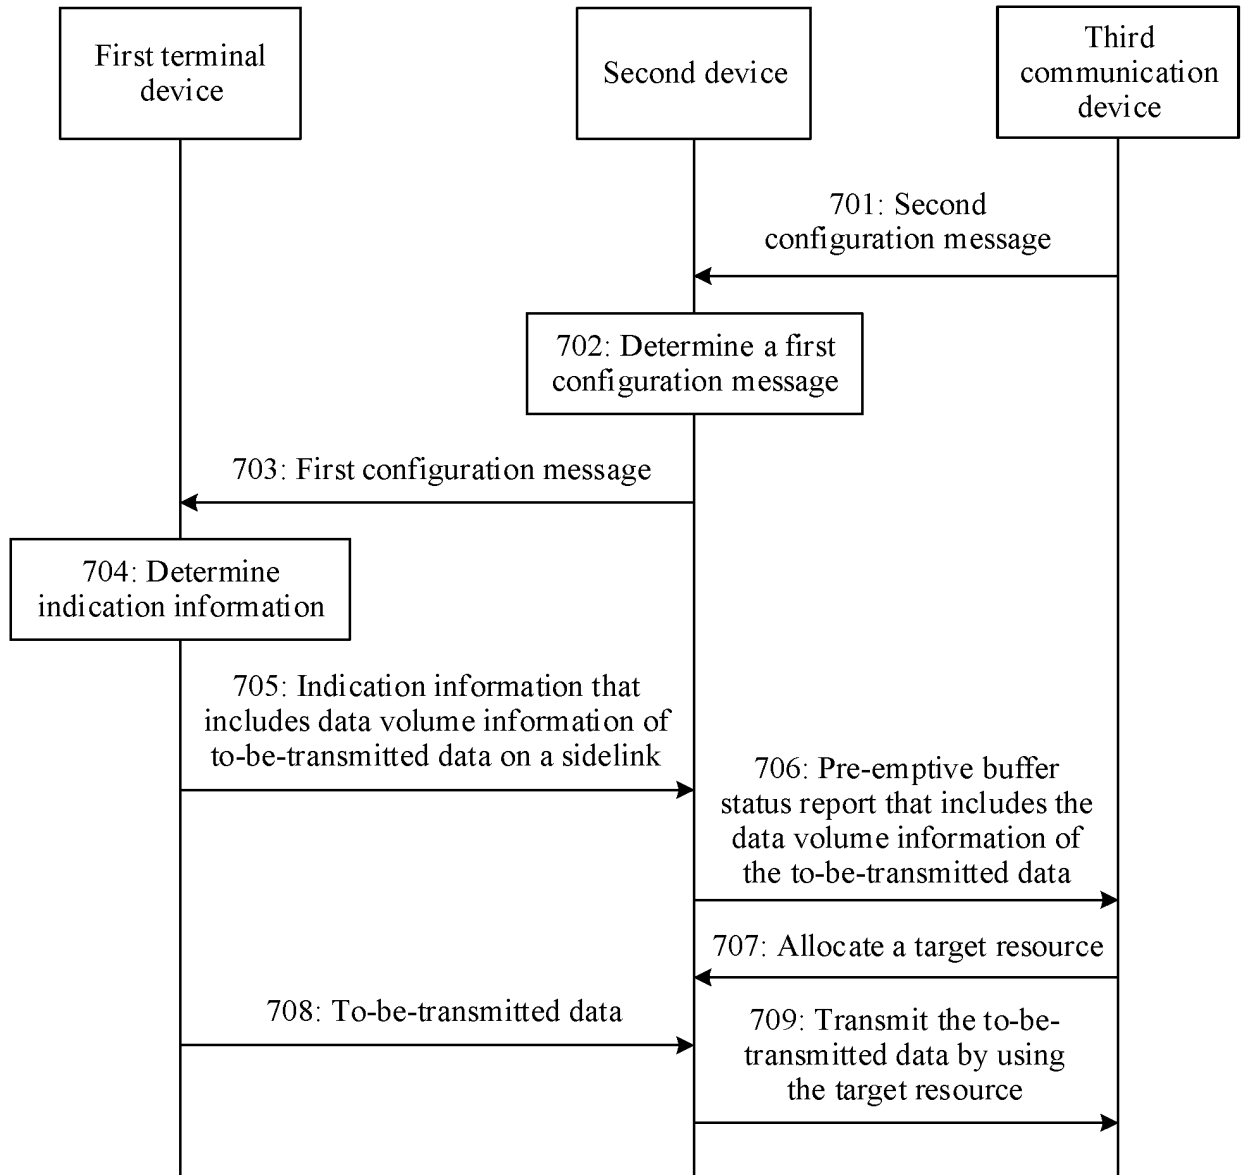 First terminal
device
Second device
Third
communication
device
701: Second
configuration message
702: Determine a first
configuration message
703: First configuration message
704: Determine
indication information
705: Indication information that
includes data volume information of
to-be-transmitted data on a sidelink
706: Pre-emptive buffer
status report that includes the
data volume information of
the to-be-transmitted data
707: Allocate a target resource
708: To-be-transmitted data
709: Transmit the to-be-
transmitted data by using
the target resource